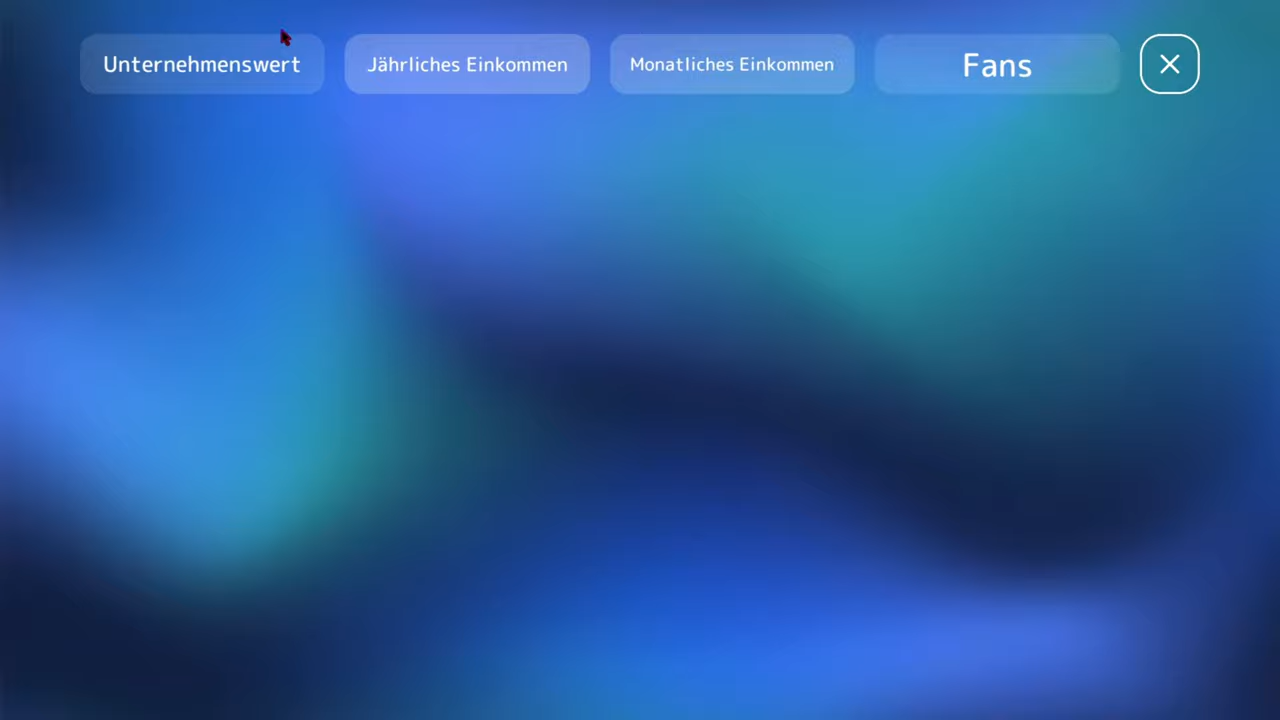 Unternehmenswert
Jährliches Einkommen
Monatliches Einkommen
Fans